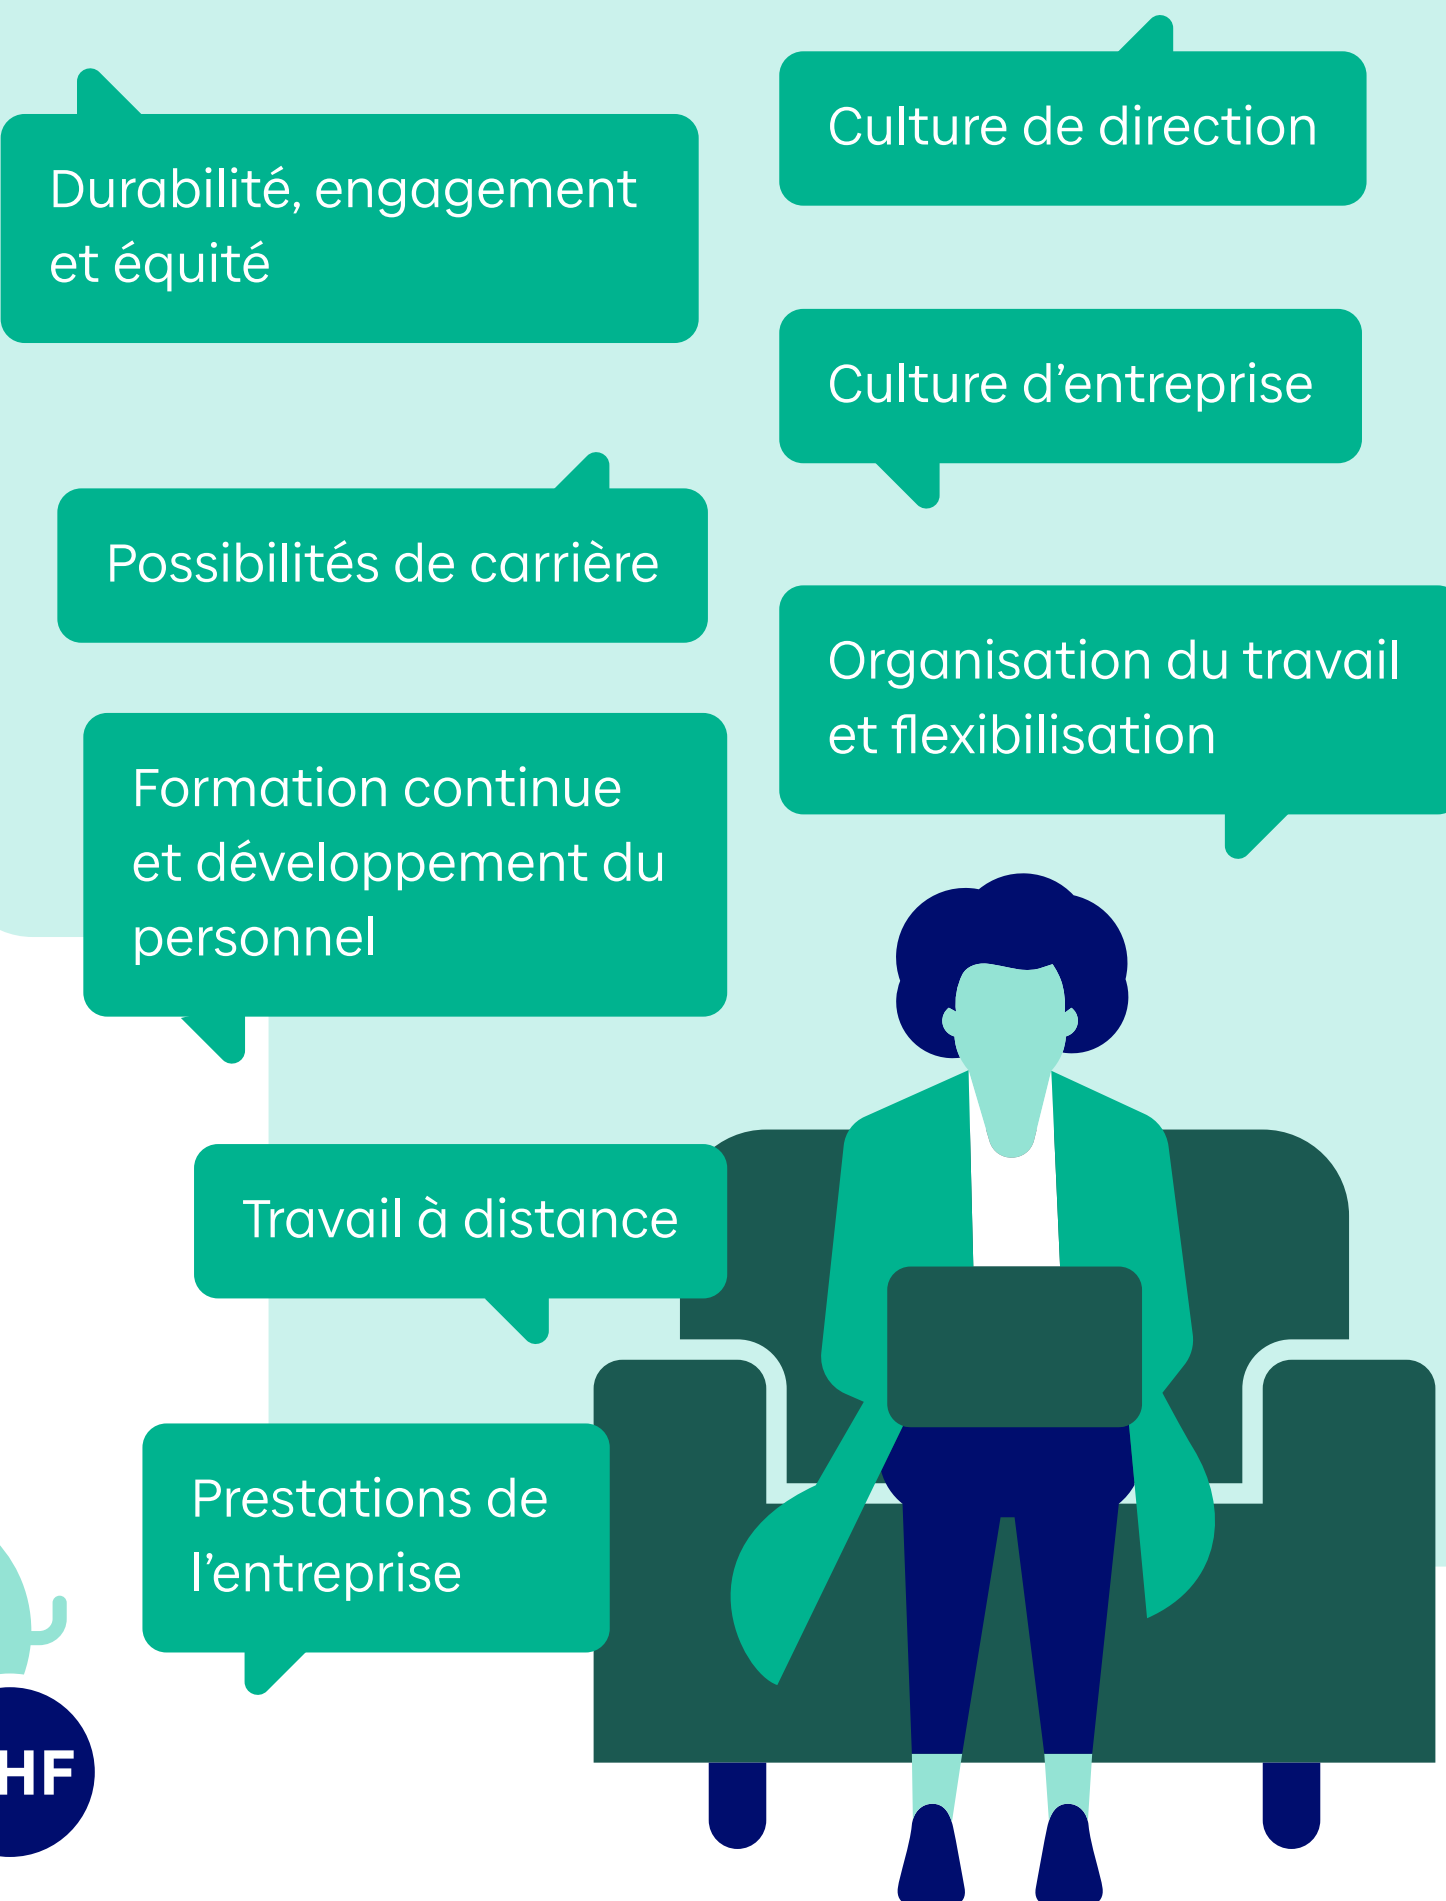 Durabilité, engagement
et équité
Culture de direction
Culture d’entreprise
Possibilités de carrière
Organisation du travail
et flexibilisation
Formation continue
et développement du
personnel
Travail à distance
Prestations de
l’entreprise
HF